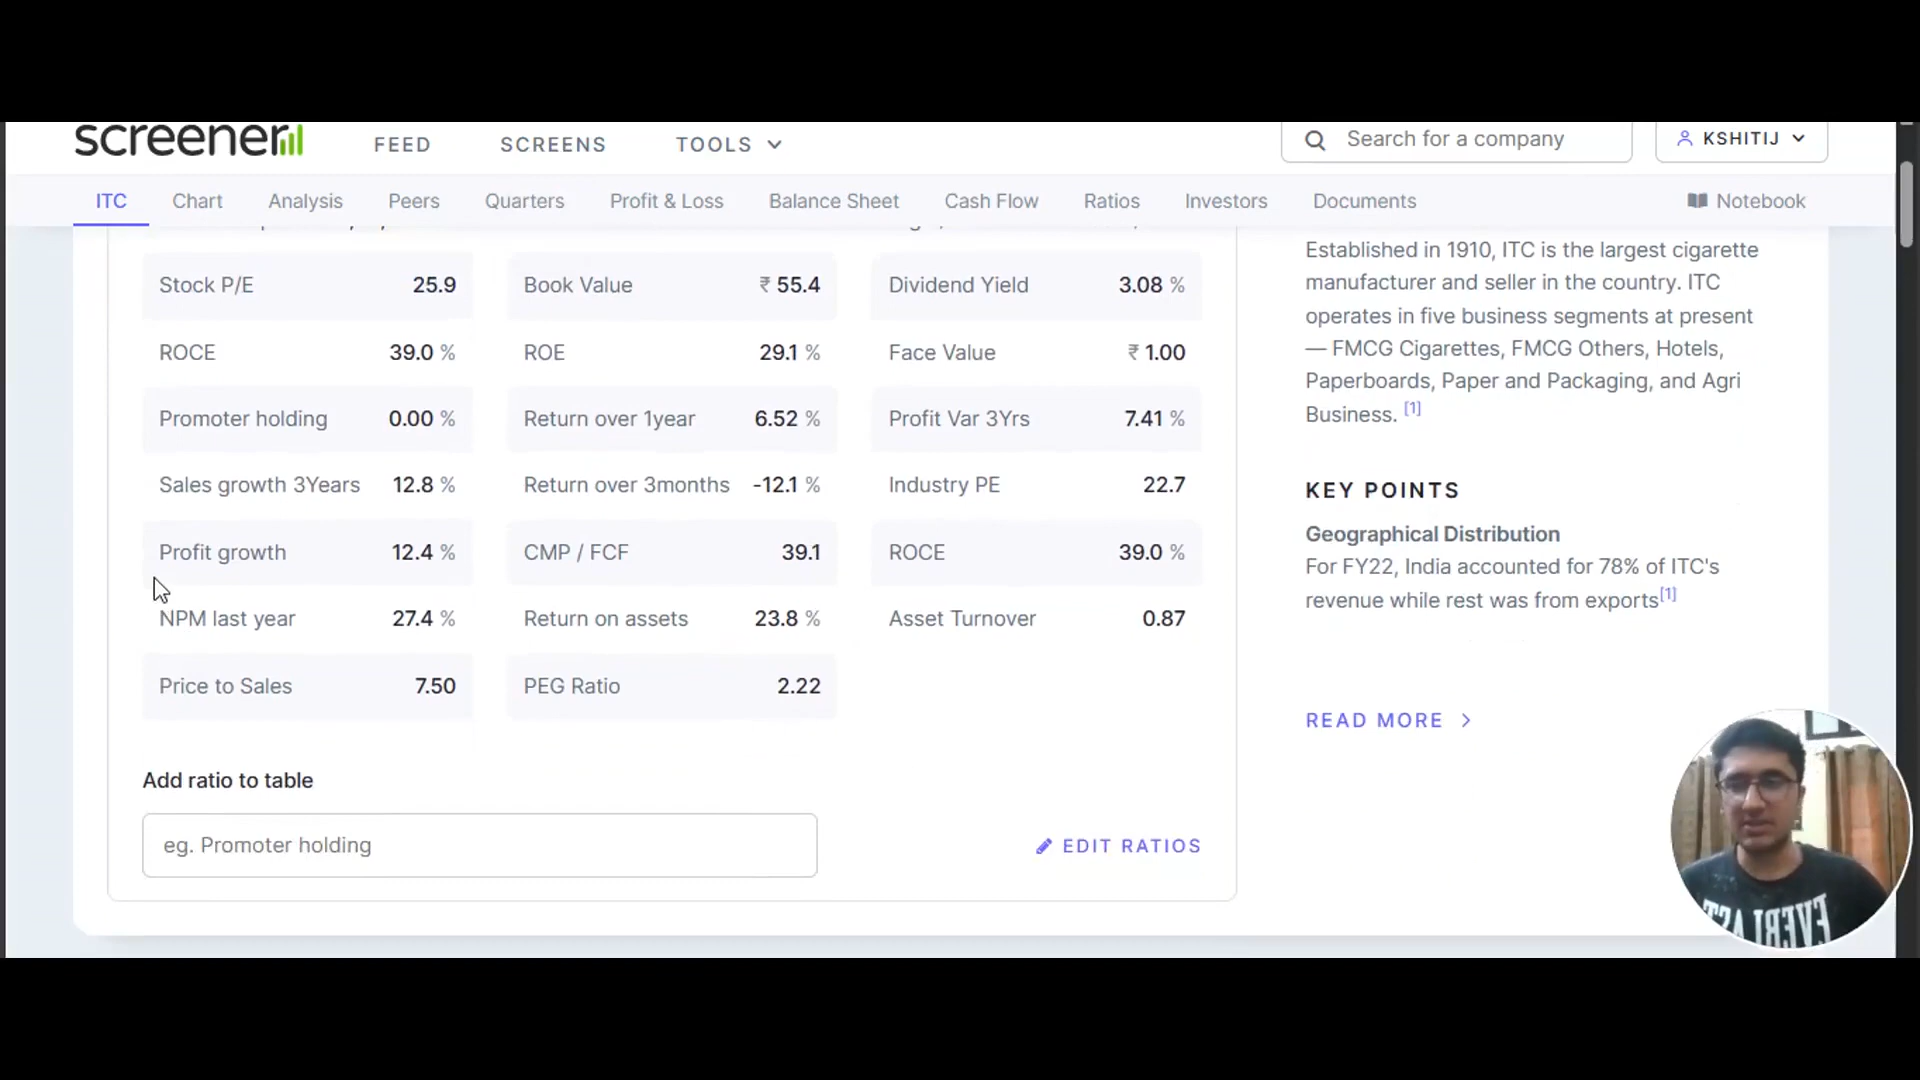 screener
FEED
SCREENS
TOOLS
Search for a company
KSHITIJ
ITC
Chart
Analysis
Peers
Quarters
Profit & Loss
Balance Sheet
Cash Flow
Ratios
Investors
Documents
Notebook
Stock P/E 25.9
Book Value ₹ 55.4
Dividend Yield 3.08 %
ROCE 39.0 %
ROE 29.1 %
Face Value ₹ 1.00
Promoter holding 0.00 %
Return over 1year 6.52 %
Profit Var 3Yrs 7.41 %
Sales growth 3Years 12.8 %
Return over 3months -12.1 %
Industry PE 22.7
Profit growth 12.4 %
CMP / FCF 39.1
ROCE 39.0 %
NPM last year 27.4 %
Return on assets 23.8 %
Asset Turnover 0.87
Price to Sales 7.50
PEG Ratio 2.22
Add ratio to table
eg. Promoter holding
EDIT RATIOS
Established in 1910, ITC is the largest cigarette
manufacturer and seller in the country. ITC
operates in five business segments at present
— FMCG Cigarettes, FMCG Others, Hotels,
Paperboards, Paper and Packaging, and Agri
Business. [1]
KEY POINTS
Geographical Distribution
For FY22, India accounted for 78% of ITC's
revenue while rest was from exports[1]
READ MORE
EVERLAST